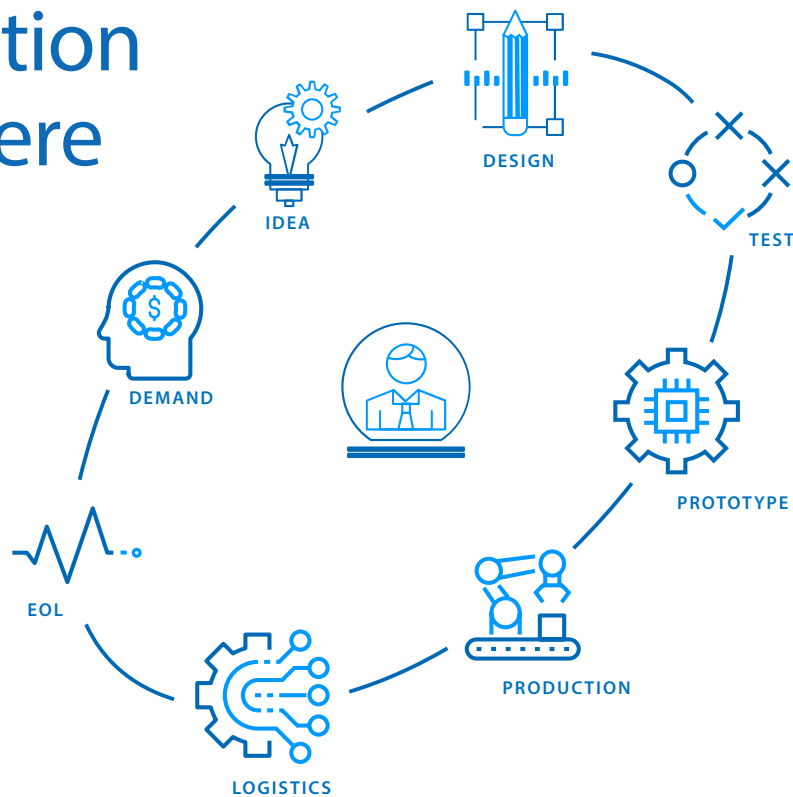 tion
ere
DESIGN
IDEA
TEST
$
DEMAND
PROTOTYPE
EOL
PRODUCTION
LOGISTICS